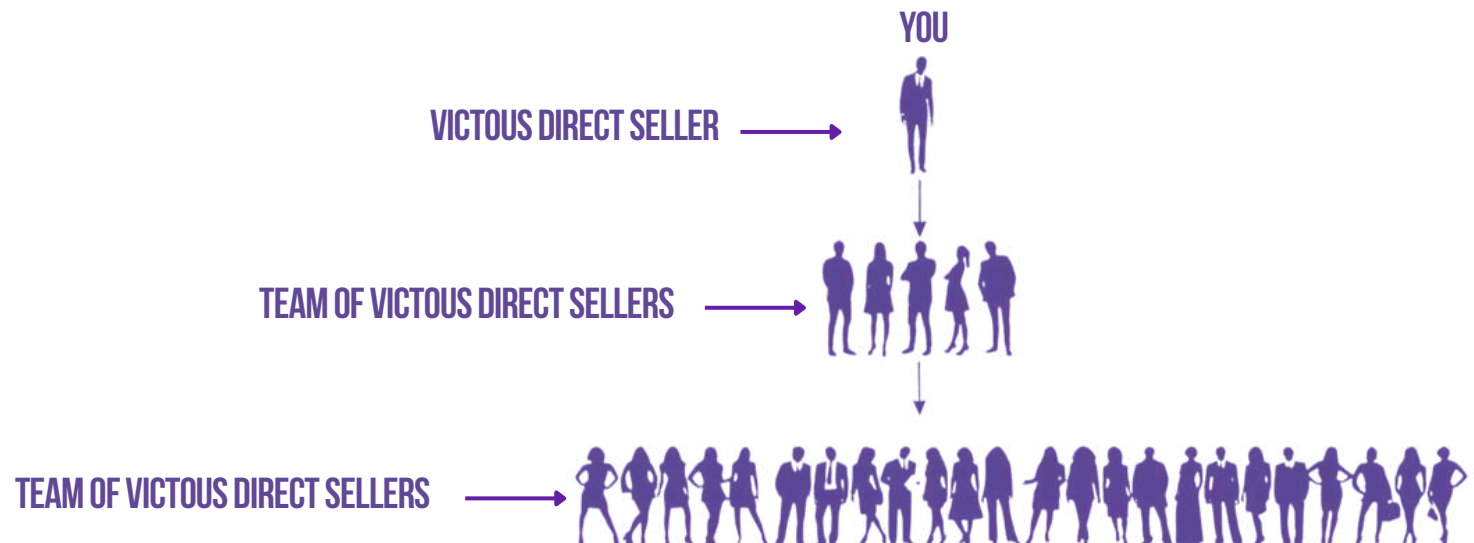 YOU
VICTOUS DIRECT SELLER
TEAM OF VICTOUS DIRECT SELLERS
TEAM OF VICTOUS DIRECT SELLERS